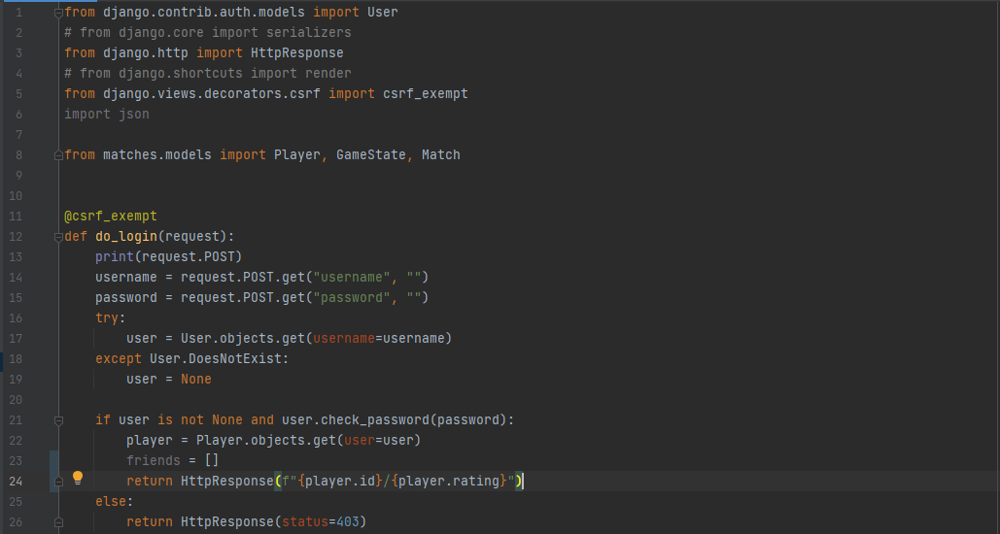 1 from django.contrib.auth.models import User
2 # from django.core import serializers
3 from django.http import HttpResponse
4 # from django.shortcuts import render
5 from django.views.decorators.csrf import csrf_exempt
6 import json
7
8 from matches.models import Player, GameState, Match
9
10
11 @csrf_exempt
12 def do_login(request):
13     print(request.POST)
14     username = request.POST.get("username", "")
15     password = request.POST.get("password", "")
16     try:
17         user = User.objects.get(username=username)
18     except User.DoesNotExist:
19         user = None
20
21     if user is not None and user.check_password(password):
22         player = Player.objects.get(user=user)
23         friends = []
24         return HttpResponse(f"{player.id}/{player.rating}")
25     else:
26         return HttpResponse(status=403)